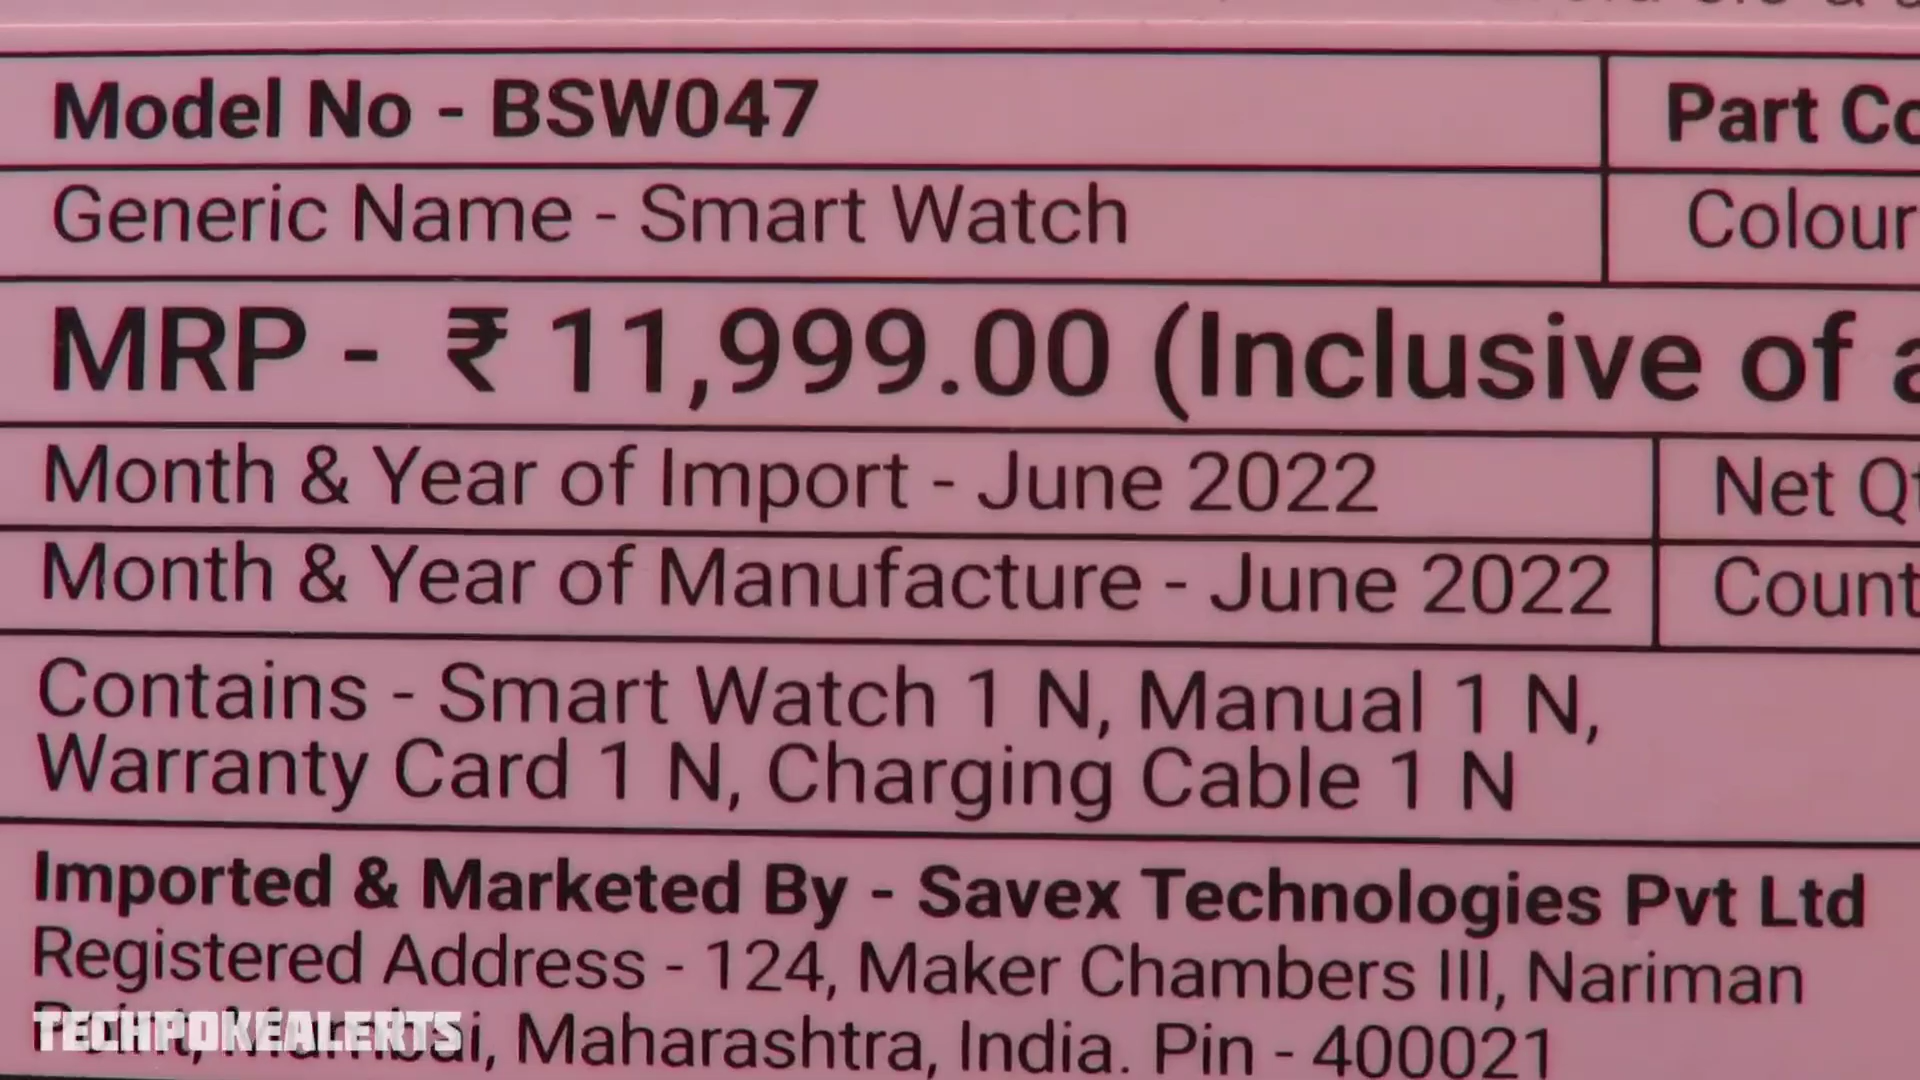 Model No - BSW047
Part Co
Generic Name - Smart Watch
Colour
MRP - ₹ 11,999.00 (Inclusive of a
Month & Year of Import - June 2022
Net Qt
Month & Year of Manufacture - June 2022
Count
Contains - Smart Watch 1 N, Manual 1 N,
Warranty Card 1 N, Charging Cable 1 N
Imported & Marketed By - Savex Technologies Pvt Ltd
Registered Address - 124, Maker Chambers III, Nariman
Point, Mumbai, Maharashtra, India. Pin - 400021
TECHPOKEALERTS